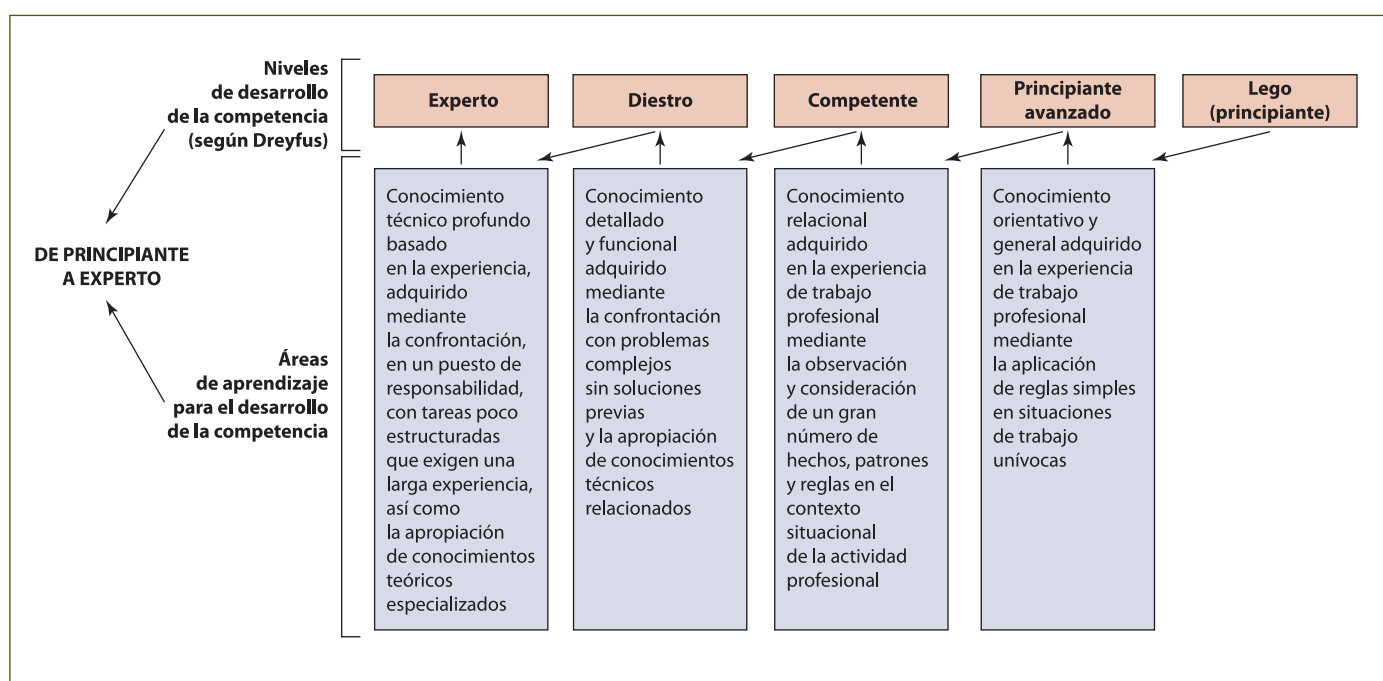 Niveles
de desarrollo
de la competencia
(según Dreyfus)
Experto
Diestro
Competente
Principiante
avanzado
Lego
(principiante)
DE PRINCIPIANTE
A EXPERTO
Áreas
de aprendizaje
para el desarrollo
de la competencia
Conocimiento
técnico profundo
basado
en la experiencia,
adquirido
mediante
la confrontación,
en un puesto de
responsabilidad,
con tareas poco
estructuradas
que exigen una
larga experiencia,
así como
la apropiación
de conocimientos
teóricos
especializados
Conocimiento
detallado
y funcional
adquirido
mediante
la confrontación
con problemas
complejos
sin soluciones
previas
y la apropiación
de conocimientos
técnicos
relacionados
Conocimiento
relacional
adquirido
en la experiencia
de trabajo
profesional
mediante
la observación
y consideración
de un gran
número de
hechos, patrones
y reglas en el
contexto
situacional
de la actividad
profesional
Conocimiento
orientativo y
general adquirido
en la experiencia
de trabajo
profesional
mediante
la aplicación
de reglas simples
en situaciones
de trabajo
unívocas